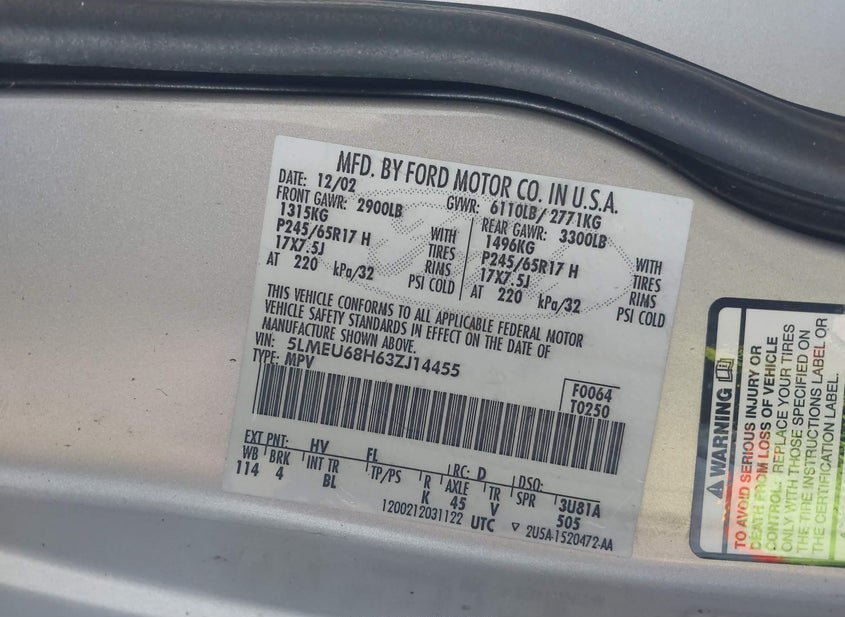 MFD. BY FORD MOTOR CO. IN U.S.A.
DATE: 12/02 GVWR: 6110LB/ 2771KG
FRONT GAWR: 2900LB REAR GAWR: 3300LB
1315KG WITH 1496KG WITH
P245/65R17 H TIRES P245/65R17 H TIRES
17X7.5J RIMS 17X7.5J RIMS
AT 220 kPa/32 PSI COLD AT 220 kPa/32 PSI COLD
THIS VEHICLE CONFORMS TO ALL APPLICABLE FEDERAL MOTOR
VEHICLE SAFETY STANDARDS IN EFFECT ON THE DATE OF
MANUFACTURE SHOWN ABOVE.
VIN: 5LMEU68H63ZJ14455
TYPE: MPV
F0064
T0250
EXT PNT: HV FL RC: D DSO:
WB BRK INT TR TP/PS R AXLE TR SPR 3U81A
114 4 BL K 45 V 505
1200212031122 UTC ▽ 2U5A-1520472-AA
WARNING
TO AVOID SERIOUS INJURY OR
DEATH FROM LOSS OF VEHICLE
CONTROL, REPLACE YOUR TIRES
ONLY WITH THOSE SPECIFIED ON
THE TIRE INSTRUCTIONS LABEL OR
THE CERTIFICATION LABEL.